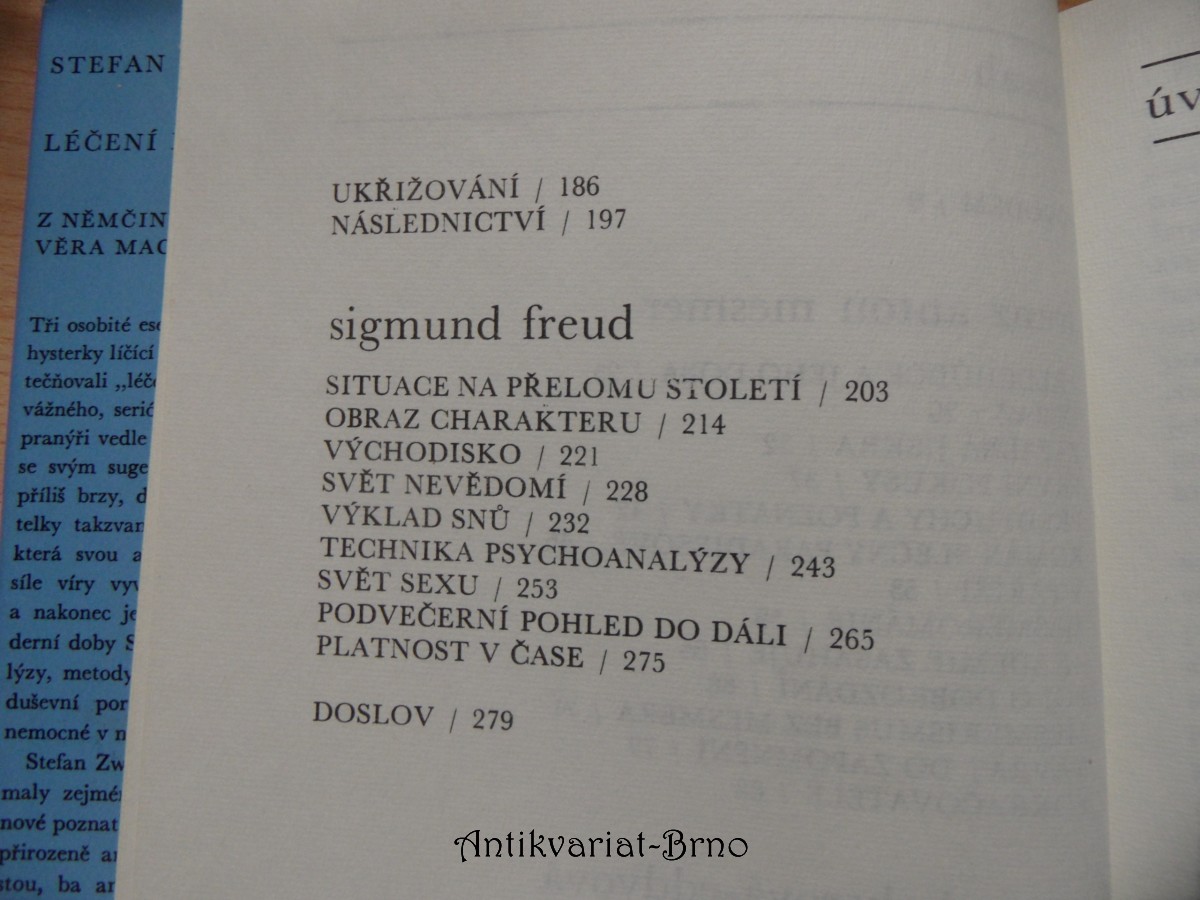 STEFAN
LÉČENÍ
Z NĚMČIN
VĚRA MAC
Tři osobité ese
hysterky líčící
tečňovali „léč
vážného, serió
pranýři vedle
se svým suge
příliš brzy, d
telky takzvan
která svou a
síle víry vyv
a nakonec je
derní doby S
lýzy, metody
duševní por
nemocné v n
Stefan Zw
maly zejmé
nové poznat
přirozeně a
stou, ba an
UKŘIŽOVÁNÍ / 186
NÁSLEDNICTVÍ / 197
sigmund freud
SITUACE NA PŘELOMU STOLETÍ / 203
OBRAZ CHARAKTERU / 214
VÝCHODISKO / 221
SVĚT NEVĚDOMÍ / 228
VÝKLAD SNŮ / 232
TECHNIKA PSYCHOANALÝZY / 243
SVĚT SEXU / 253
PODVEČERNÍ POHLED DO DÁLI / 265
PLATNOST V ČASE / 275
DOSLOV / 279
úv
Antikvariat-Brno